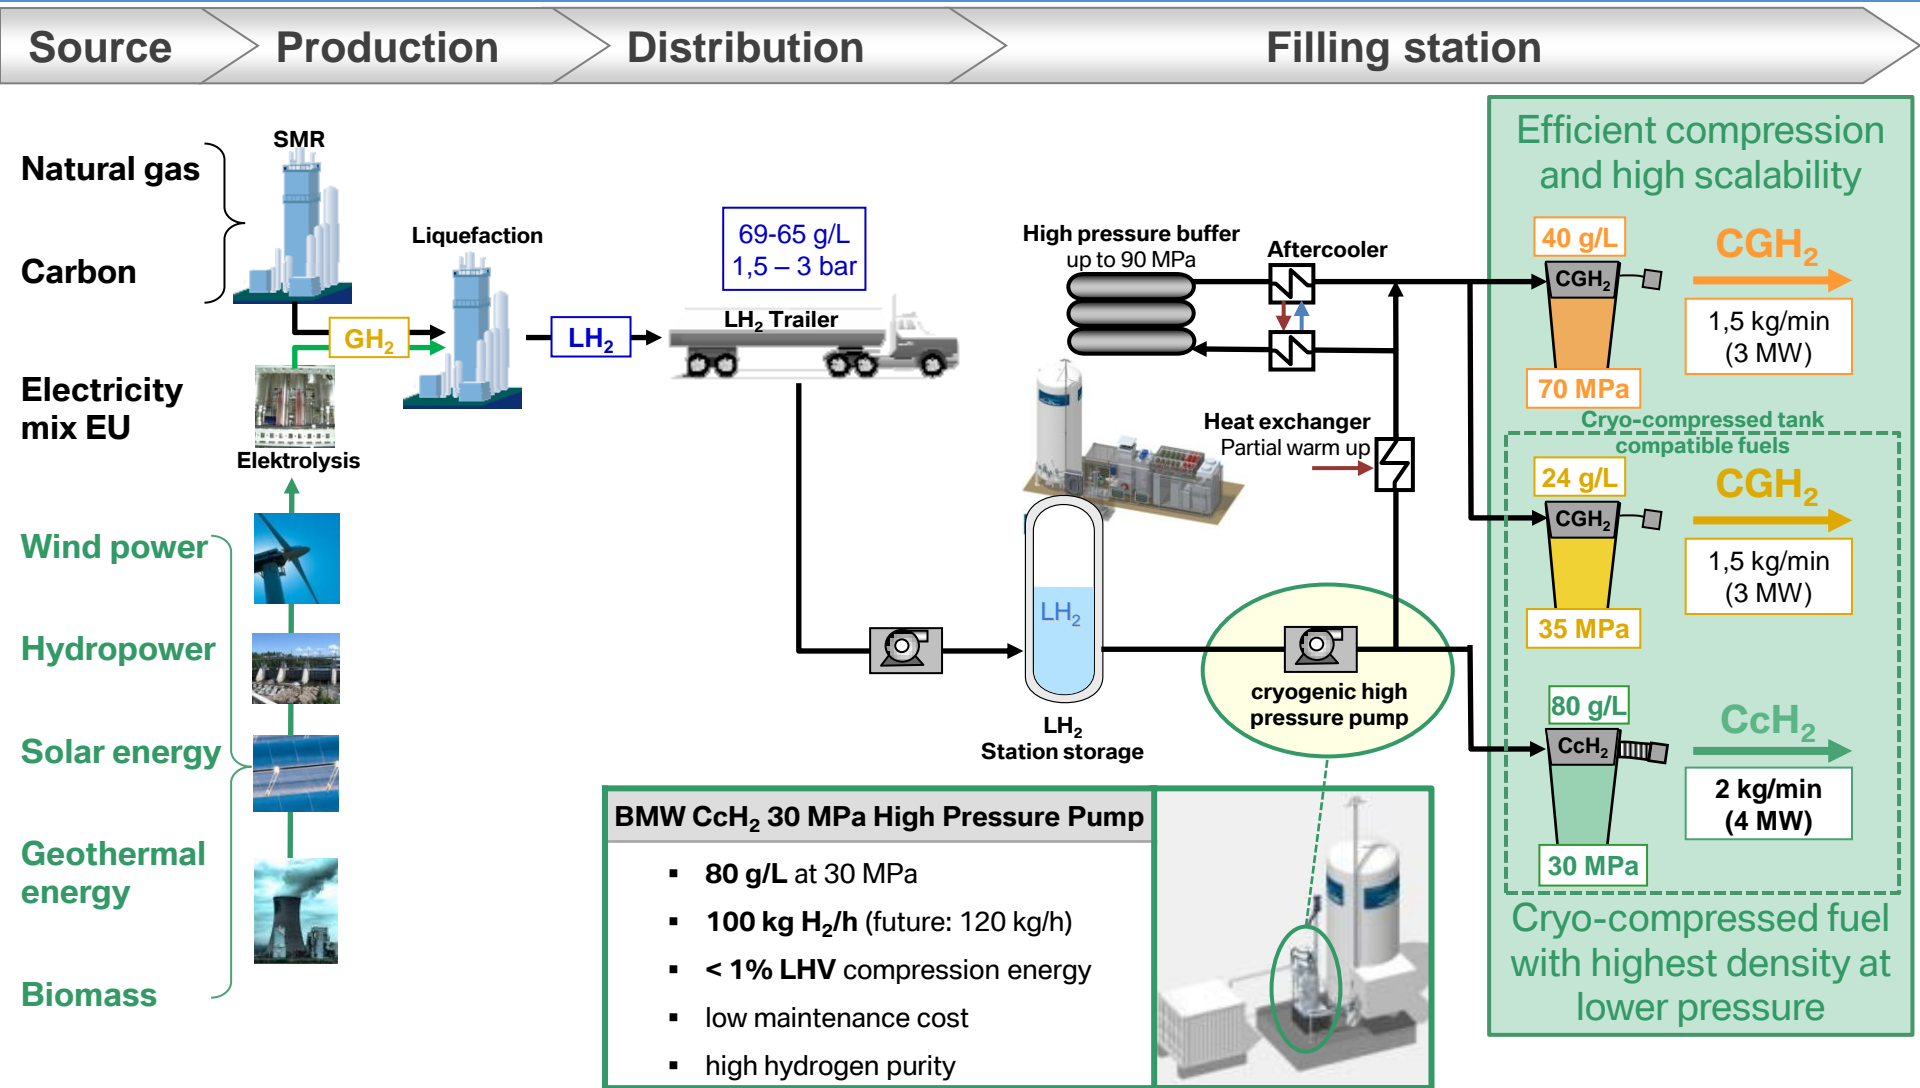 Source
Production
Distribution
Filling station
Natural gas
Carbon
Electricity
mix EU
Wind power
Hydropower
Solar energy
Geothermal
energy
Biomass
SMR
GH₂
Elektrolysis
Liquefaction
LH₂
69-65 g/L
1,5 – 3 bar
LH₂ Trailer
High pressure buffer
up to 90 MPa
Aftercooler
Heat exchanger
Partial warm up
LH₂
LH₂
Station storage
cryogenic high
pressure pump
BMW CcH₂ 30 MPa High Pressure Pump
▪ 80 g/L at 30 MPa
▪ 100 kg H₂/h (future: 120 kg/h)
▪ < 1% LHV compression energy
▪ low maintenance cost
▪ high hydrogen purity
Efficient compression
and high scalability
40 g/L
CGH₂
CGH₂
1,5 kg/min
(3 MW)
70 MPa
Cryo-compressed tank
compatible fuels
24 g/L
CGH₂
CGH₂
1,5 kg/min
(3 MW)
35 MPa
80 g/L
CcH₂
CcH₂
2 kg/min
(4 MW)
30 MPa
Cryo-compressed fuel
with highest density at
lower pressure